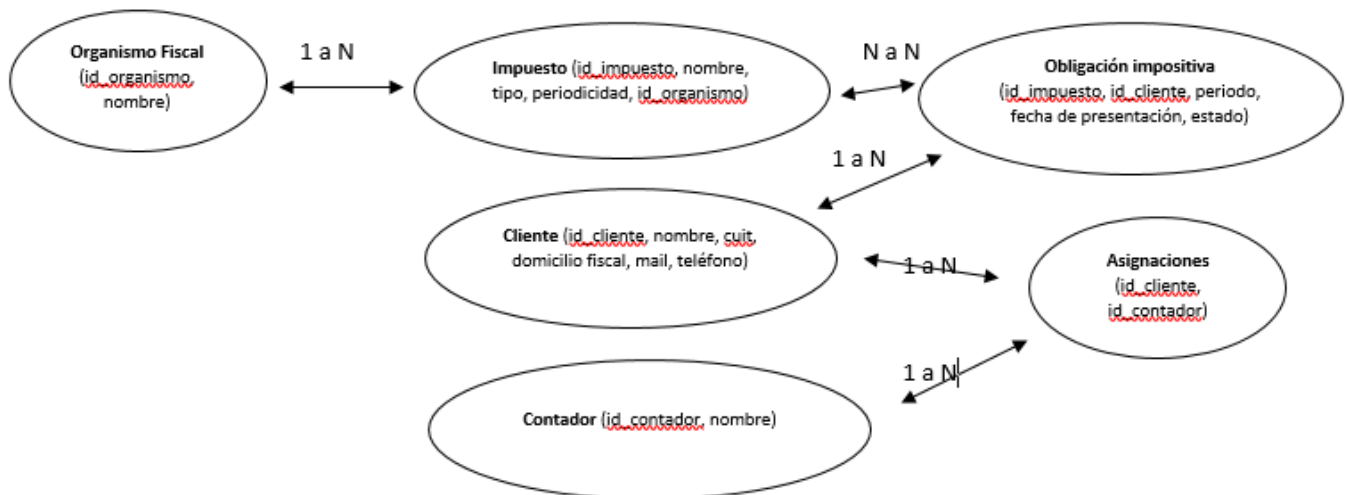 Organismo Fiscal
(id_organismo,
nombre)
1 a N
Impuesto (id_impuesto, nombre,
tipo, periodicidad, id_organismo)
N a N
Obligación impositiva
(id_impuesto, id_cliente, periodo,
fecha de presentación, estado)
1 a N
Cliente (id_cliente, nombre, cuit,
domicilio fiscal, mail, teléfono)
1 a N
Asignaciones
(id_cliente,
id_contador)
1 a N
Contador (id_contador, nombre)